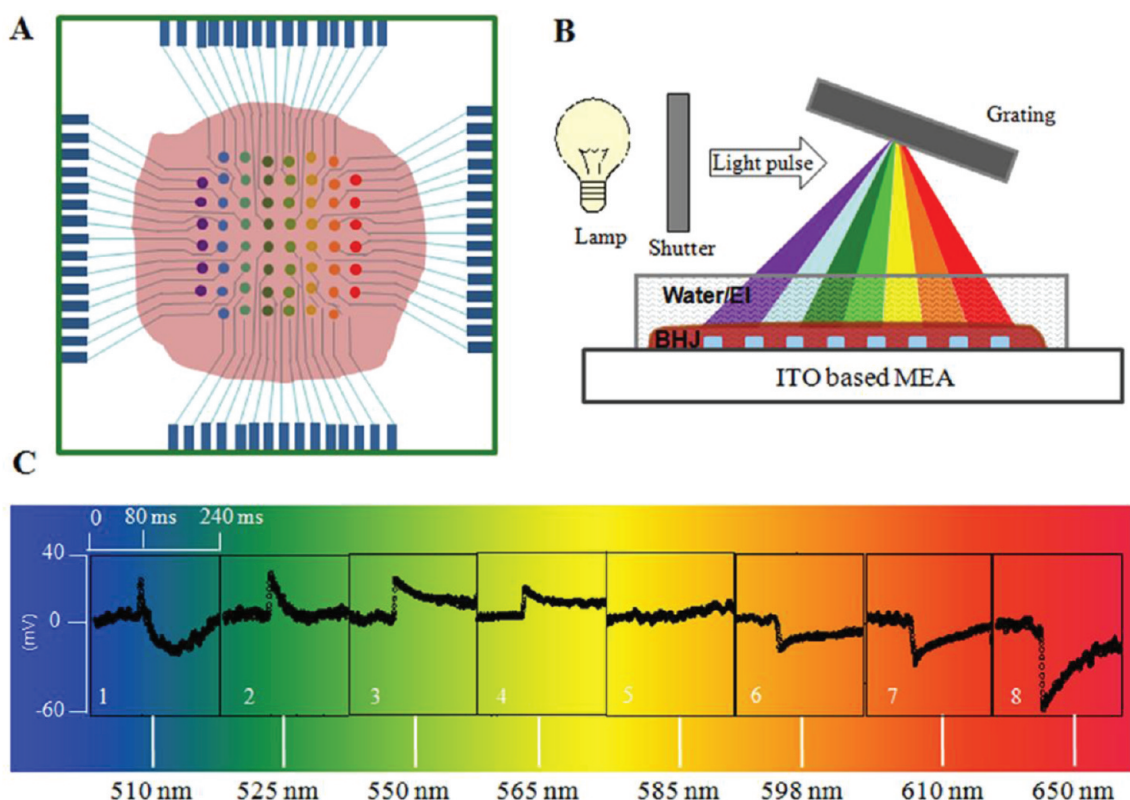 A
B
Grating
Light pulse
Lamp
Shutter
Water/El
BHJ
ITO based MEA
C
0 80 ms 240 ms
40
0
(mV)
-60
1 2 3 4 5 6 7 8
510 nm 525 nm 550 nm 565 nm 585 nm 598 nm 610 nm 650 nm